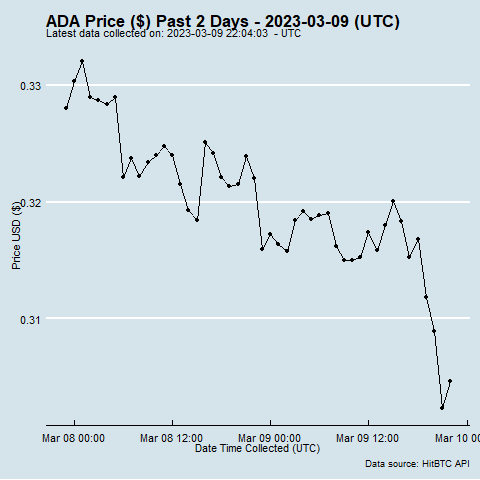 ADA Price ($) Past 2 Days - 2023-03-09 (UTC)
Latest data collected on: 2023-03-09 22:04:03 - UTC
0.33
0.32
0.31
Price USD ($)
Mar 08 00:00 Mar 08 12:00 Mar 09 00:00 Mar 09 12:00 Mar 10 0
Date Time Collected (UTC)
Data source: HitBTC API